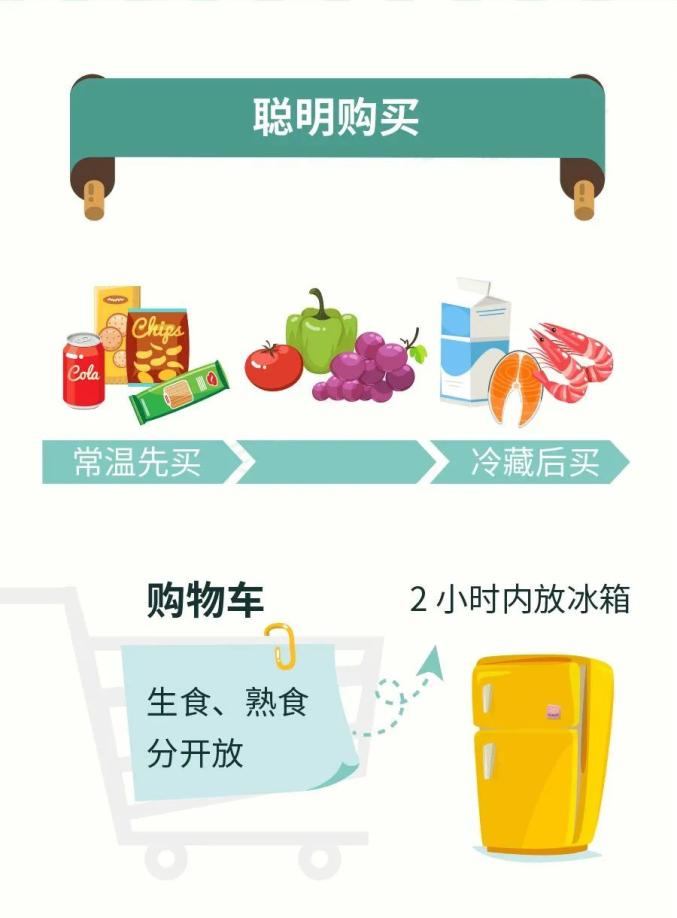 聪明购买
Chips
Cola
常温先买
冷藏后买
购物车
2 小时内放冰箱
生食、熟食
分开放